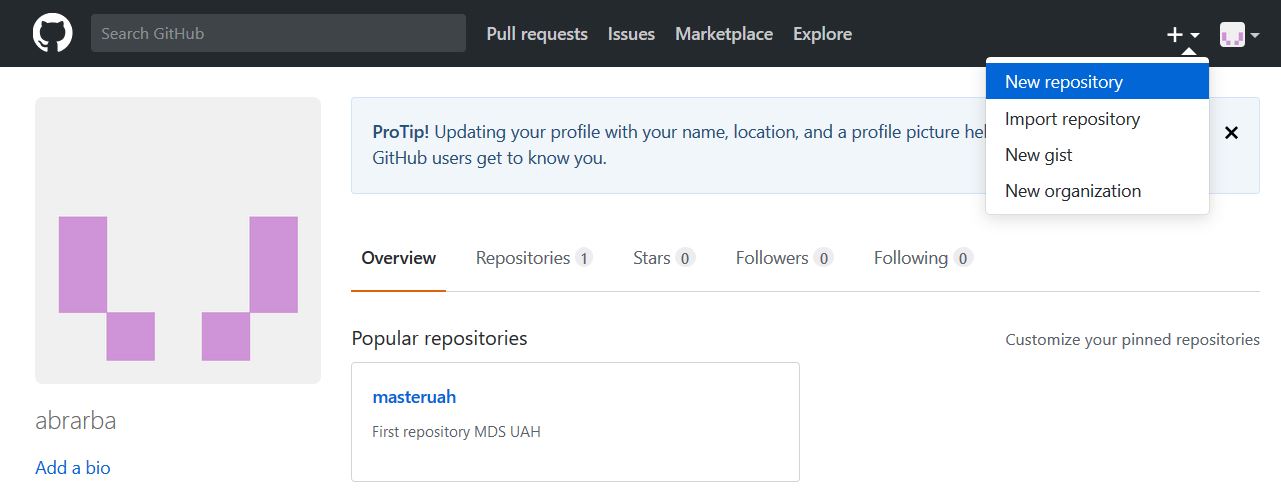 Search GitHub
Pull requests
Issues
Marketplace
Explore
New repository
Import repository
New gist
New organization
ProTip! Updating your profile with your name, location, and a profile picture
GitHub users get to know you.
Overview
Repositories 1
Stars 0
Followers 0
Following 0
Popular repositories
Customize your pinned repositories
masteruah
First repository MDS UAH
abrarba
Add a bio